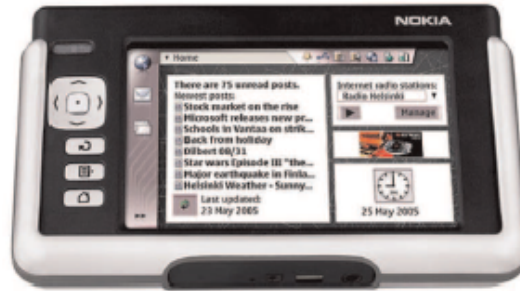 NOKIA
Home
There are 75 unread posts.
Newest posts:
Stock market on the rise
Microsoft releases new pr...
Schools in Vantaa on strik...
Back from holiday
Dilbert 08/31
Star wars Episode III "the...
Major earthquake in Finla...
Helsinki Weather - Sunny...
Last updated:
23 May 2005
Internet radio stations:
Radio Helsinki
Manage
25 May 2005